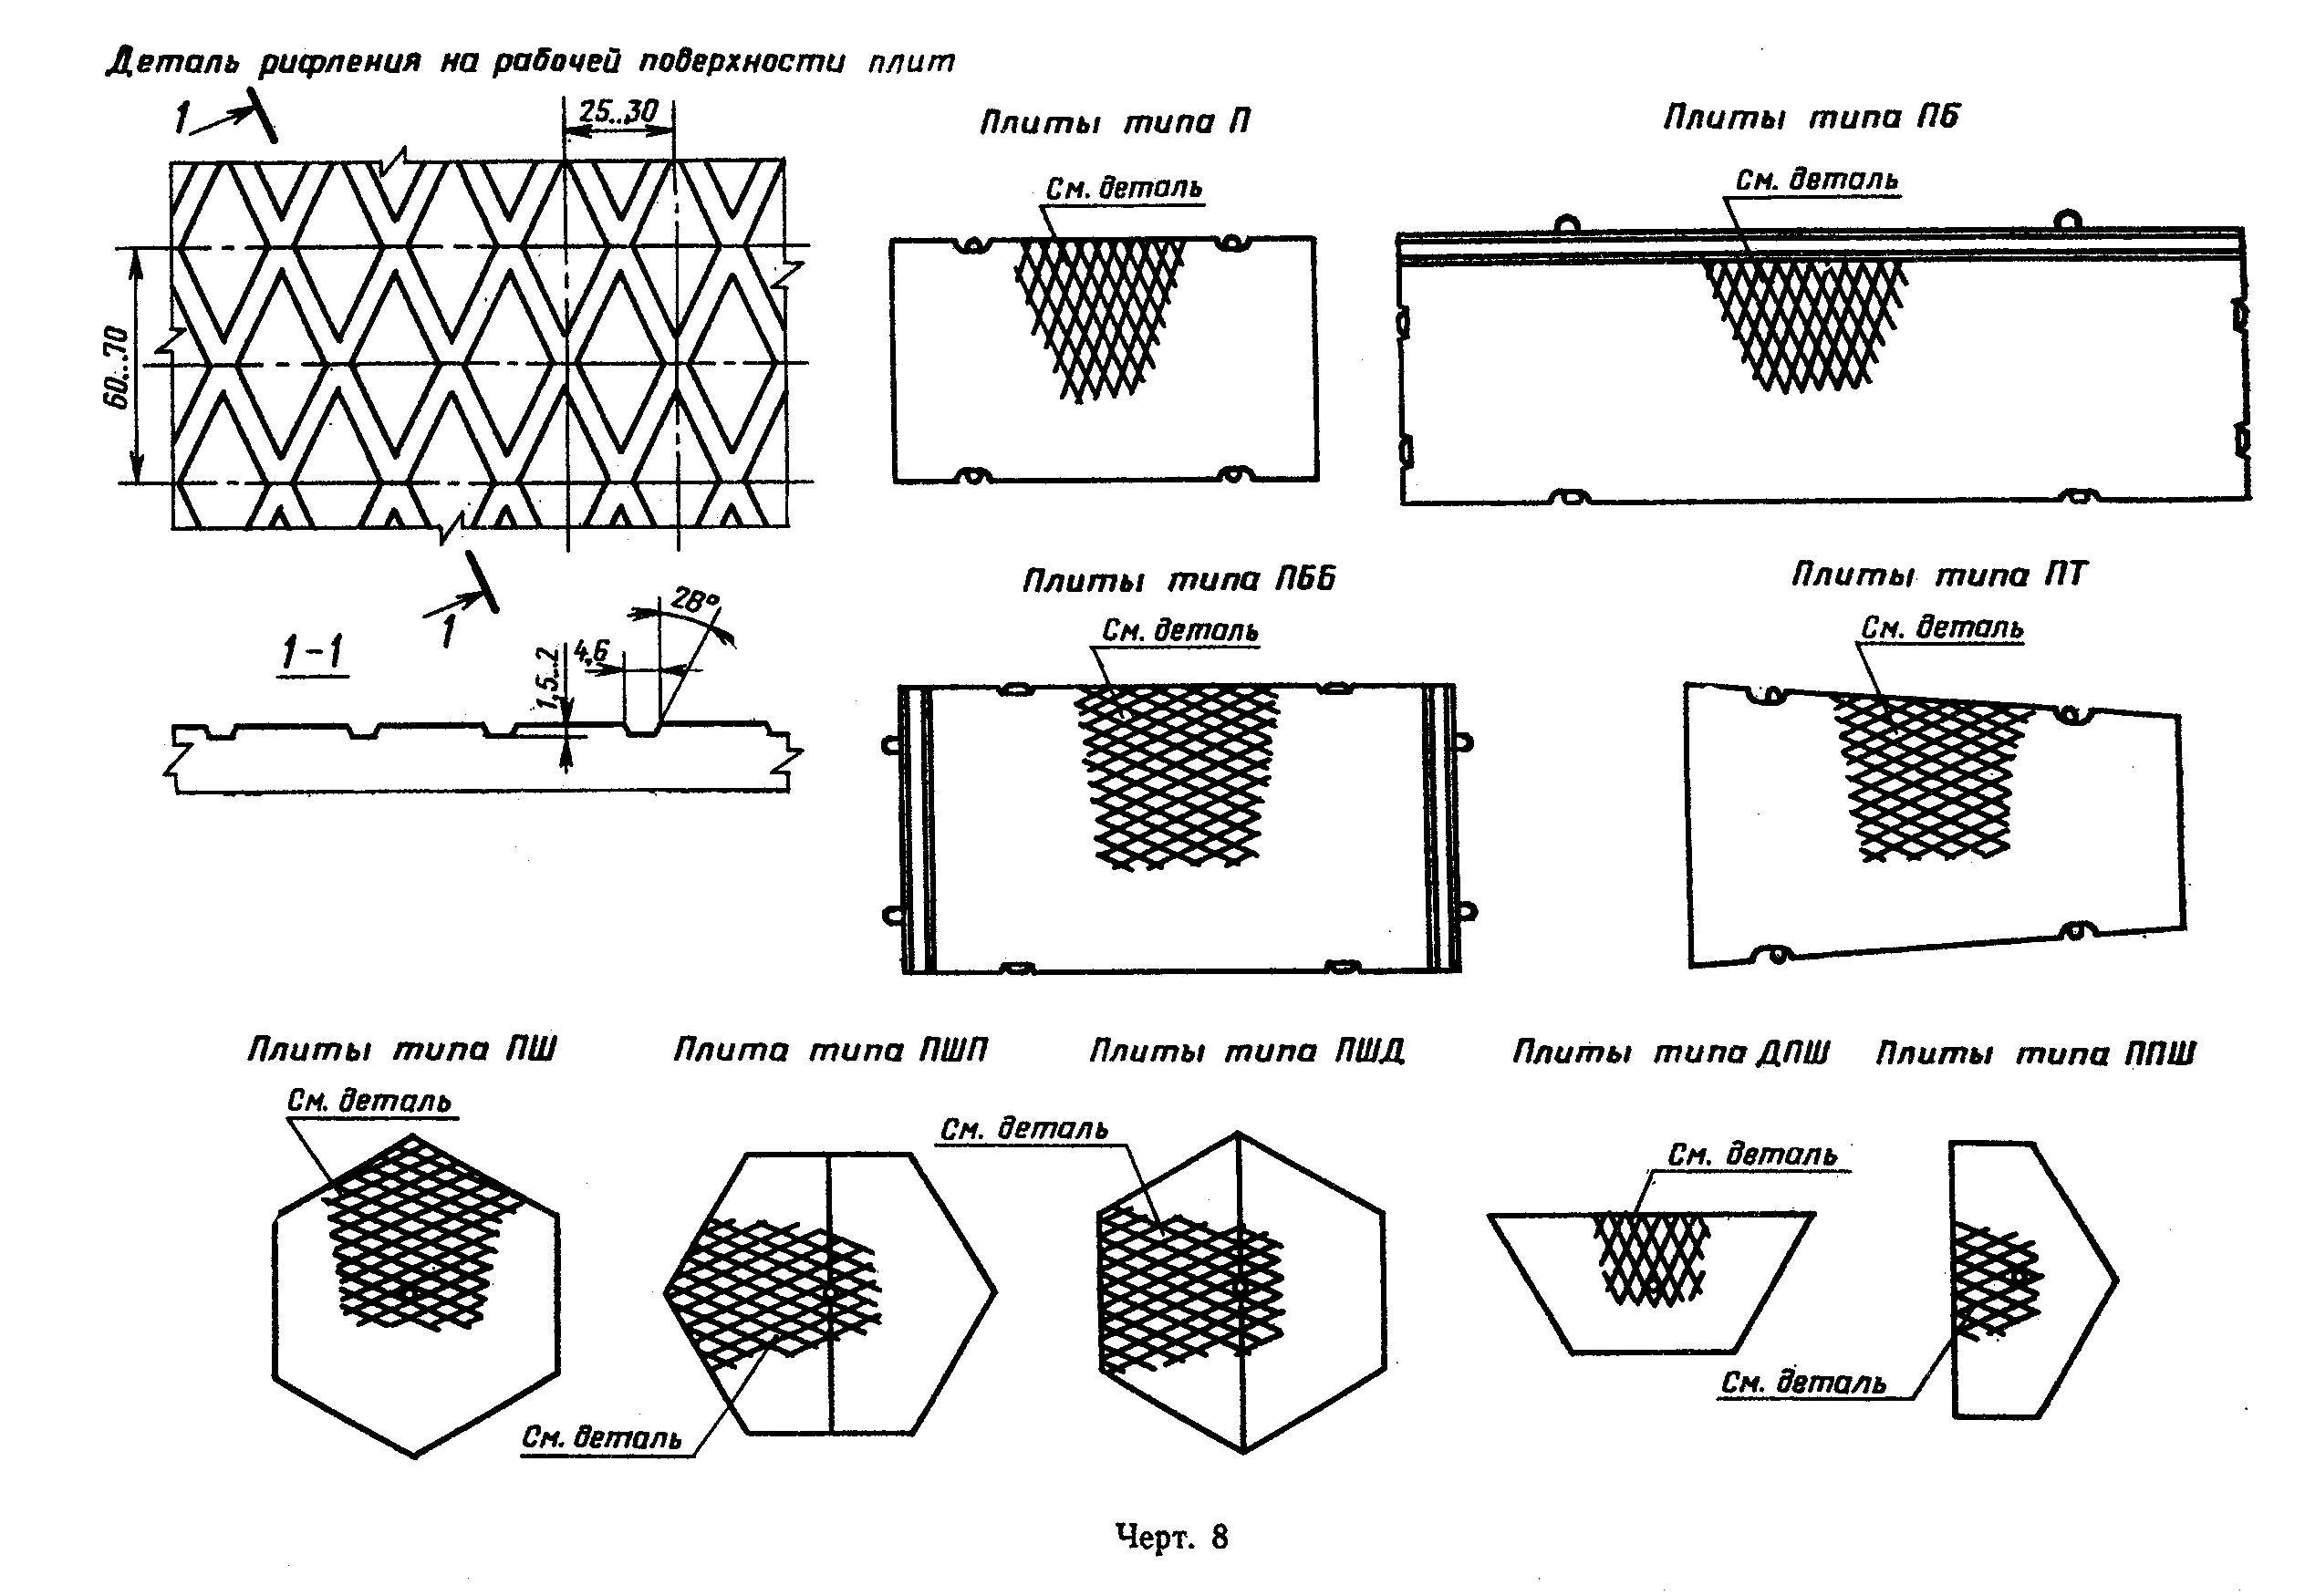 Деталь рифления на рабочей поверхности плит
1
25..30
Плиты типа П
Плиты типа ПБ
См. деталь
См. деталь
60..70
1
Плиты типа ПББ
Плиты типа ПТ
См. деталь
См. деталь
1-1
1,5..2
4,6
28°
Плиты типа ПШ
Плита типа ПШП
Плиты типа ПШД
Плиты типа ДПШ
Плиты типа ППШ
См. деталь
См. деталь
См. деталь
См. деталь
См. деталь
Черт. 8